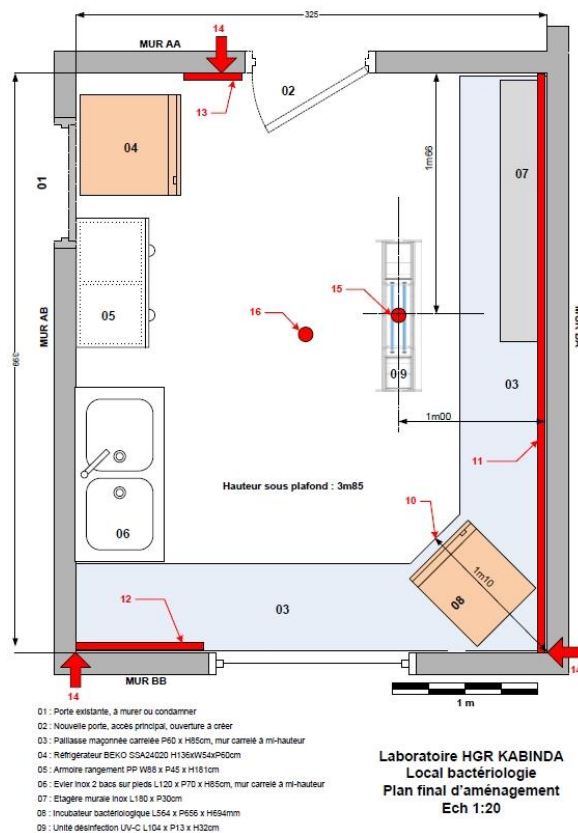 325
14
MUR AA
02
13
04
07
01
1m66
399
MUR AB
05
15
16
09
03
1m00
11
Hauteur sous plafond : 3m85
10
06
1m10
08
12
03
14
14
MUR BB
1 m
01 : Porte existante, à murer ou condamner
02 : Nouvelle porte, accès principal, ouverture à créer
03 : Paillasse maçonnée carrelée P60 x H85cm, mur carrelé à mi-hauteur
04 : Réfrigérateur BEKO SSA24020 H136xW54xP60cm
05 : Armoire rangement PP W88 x P45 x H181cm
06 : Evier inox 2 bacs sur pieds L120 x P70 x H85cm, mur carrelé à mi-hauteur
07 : Etagère murale inox L180 x P30cm
08 : Incubateur bactériologique L564 x P656 x H694mm
09 : Unité désinfection UV-C L104 x P13 x H32cm
Laboratoire HGR KABINDA
Local bactériologie
Plan final d'aménagement
Ech 1:20